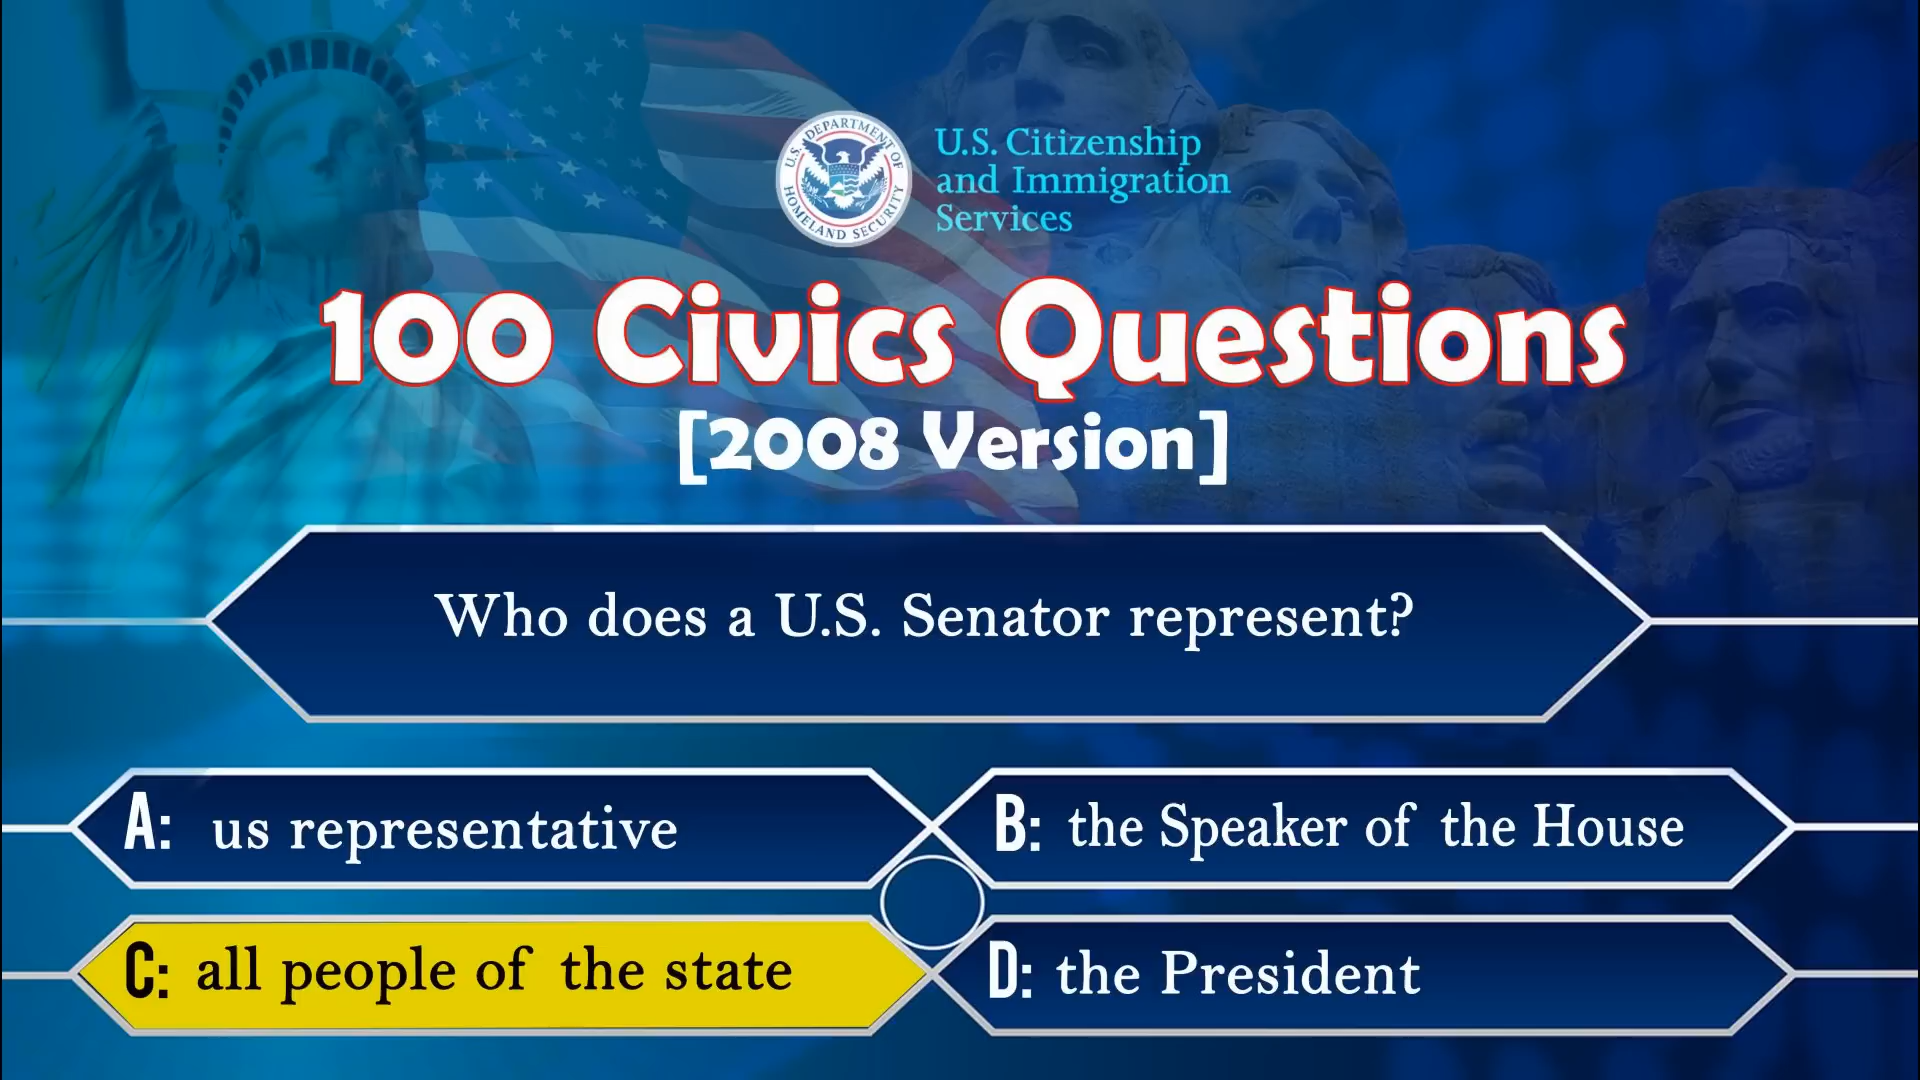 U.S. DEPARTMENT OF HOMELAND SECURITY
U.S. Citizenship
and Immigration
Services
100 Civics Questions
[2008 Version]
Who does a U.S. Senator represent?
A: us representative
B: the Speaker of the House
C: all people of the state
D: the President